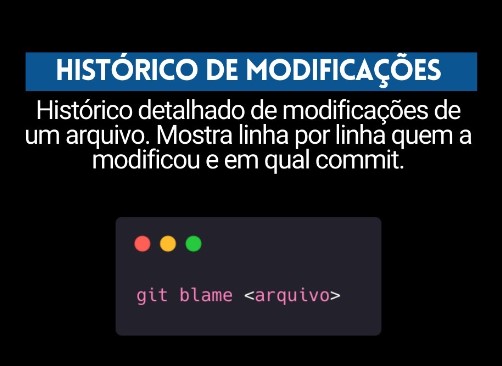 HISTÓRICO DE MODIFICAÇÕES
Histórico detalhado de modificações de
um arquivo. Mostra linha por linha quem a
modificou e em qual commit.
git blame <arquivo>